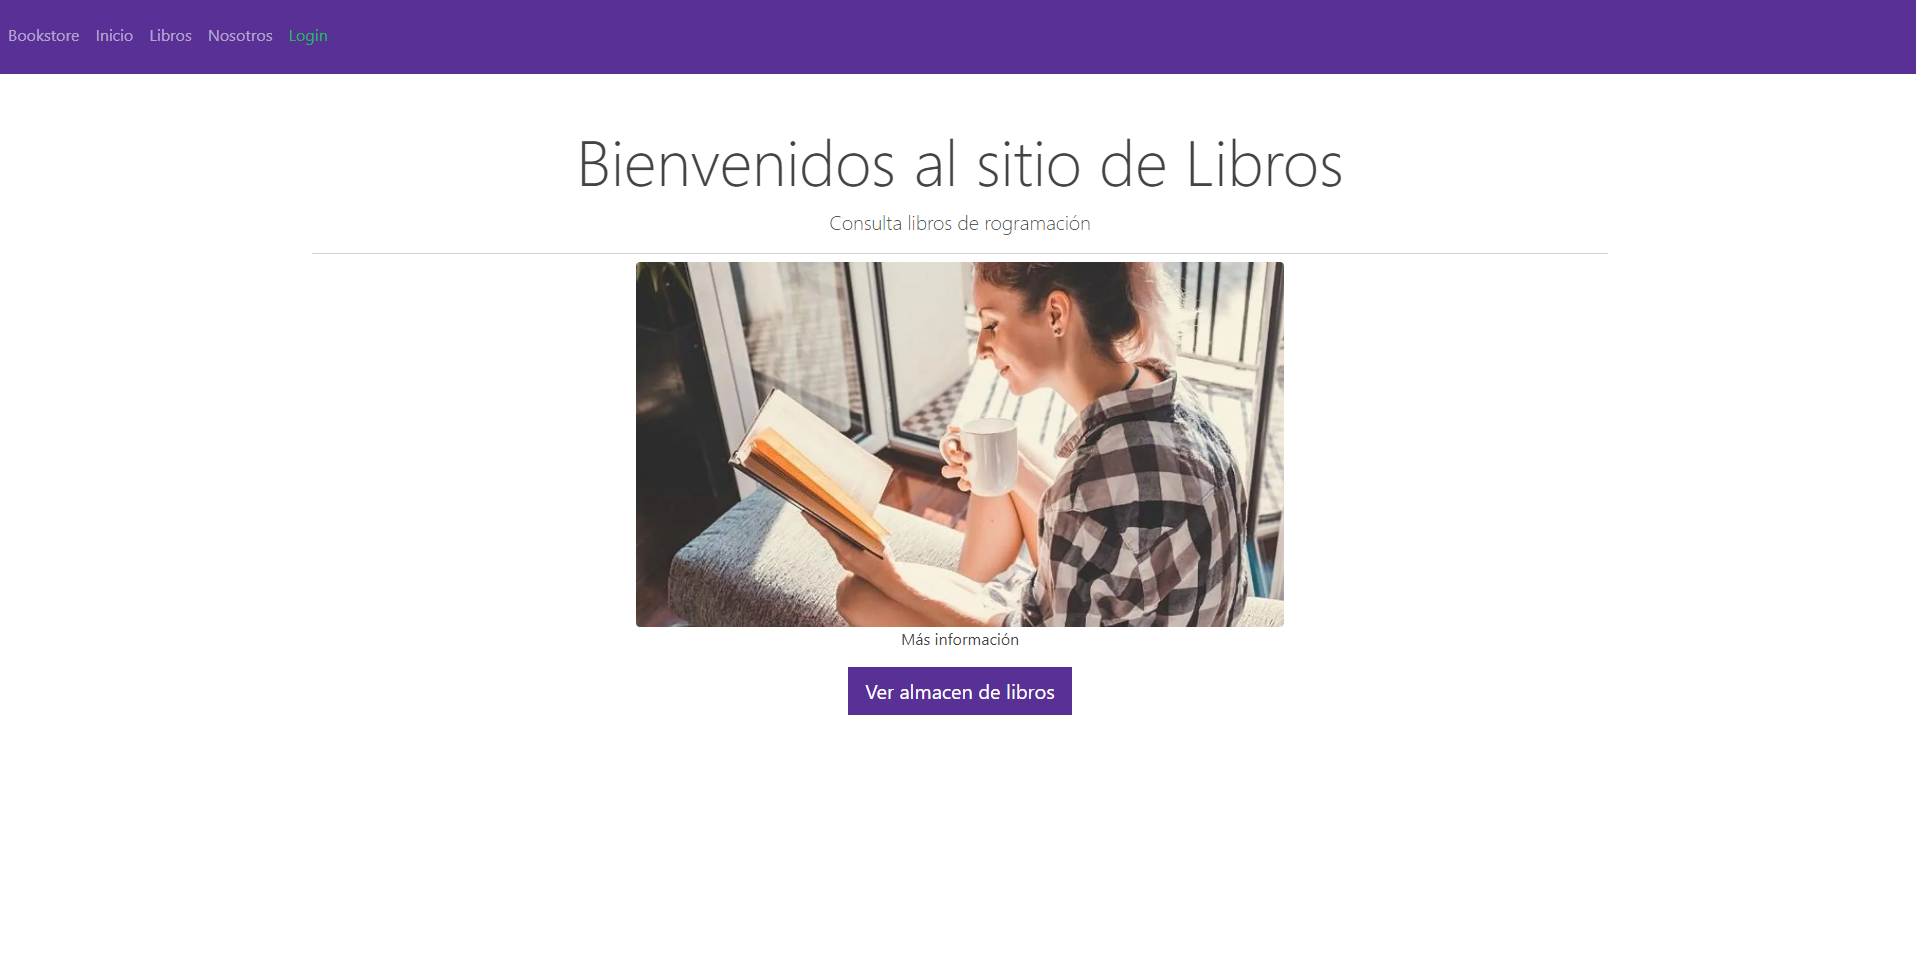 Bookstore Inicio Libros Nosotros Login
Bienvenidos al sitio de Libros
Consulta libros de rogramación
Más información
Ver almacen de libros